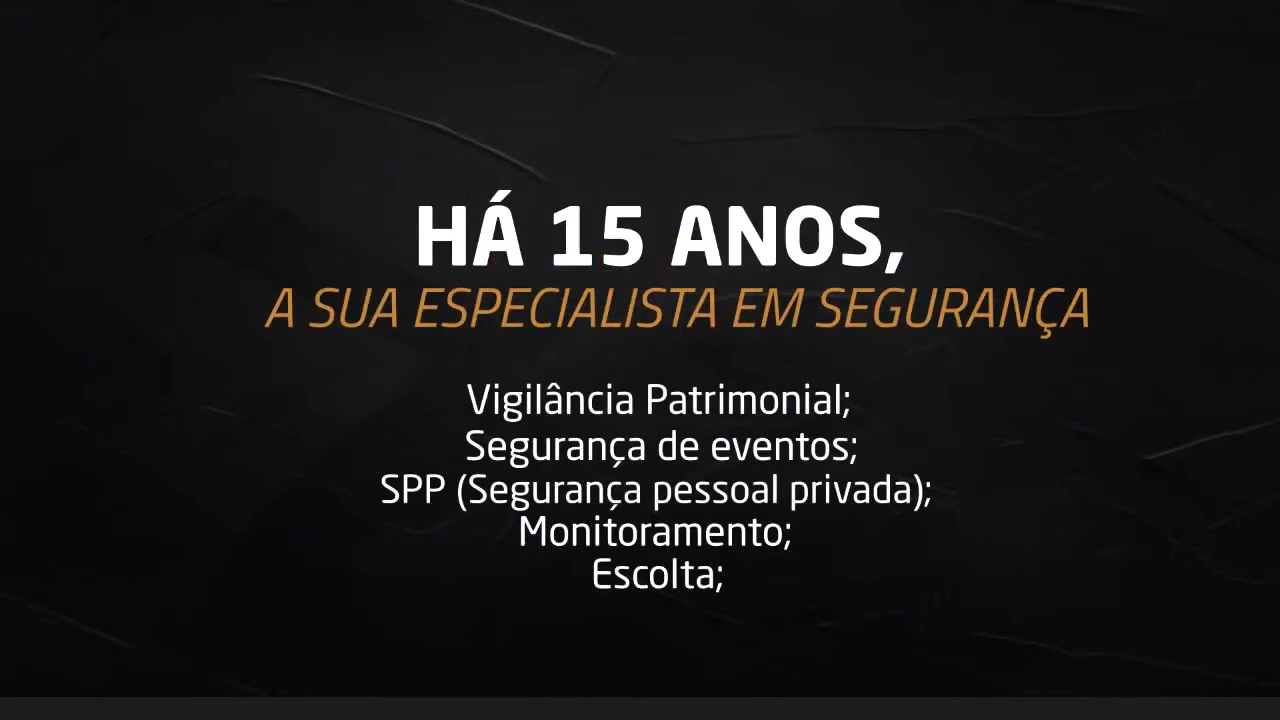 HÁ 15 ANOS,
A SUA ESPECIALISTA EM SEGURANÇA
Vigilância Patrimonial;
Segurança de eventos;
SPP (Segurança pessoal privada);
Monitoramento;
Escolta;